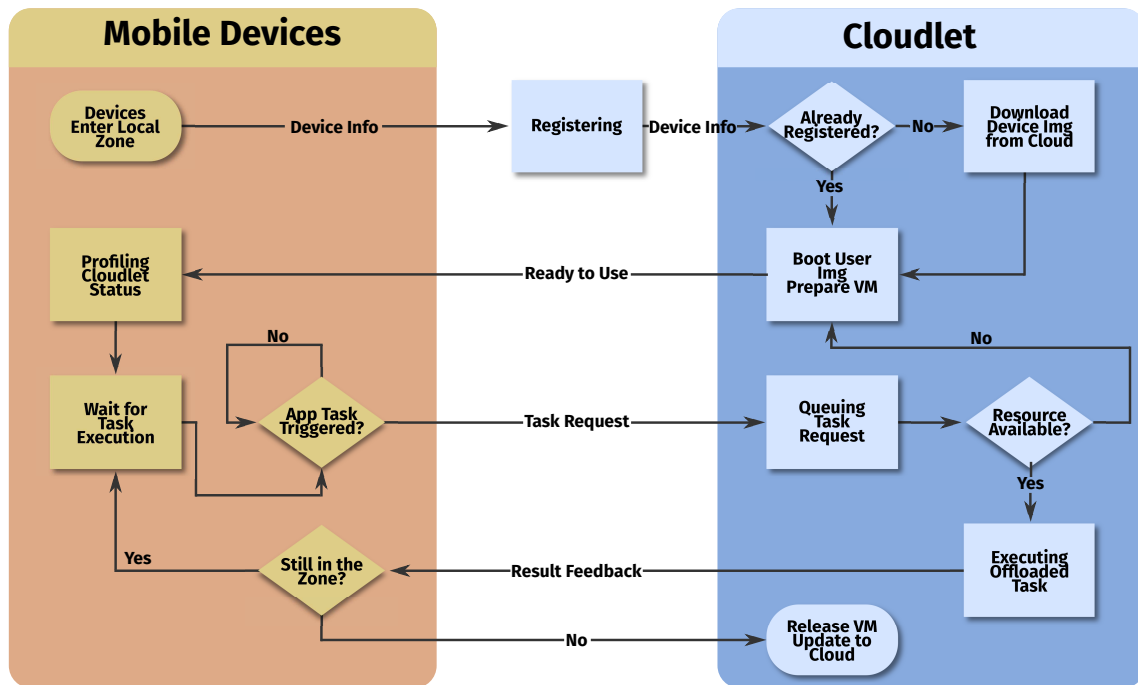 Mobile Devices
Cloudlet
Devices
Enter Local
Zone
Device Info
Registering
Device Info
Already
Registered?
No
Download
Device Img
from Cloud
Yes
Profiling
Cloudlet
Status
Ready to Use
Boot User
Img
Prepare VM
No
No
Wait for
Task
Execution
App Task
Triggered?
Task Request
Queuing
Task
Request
Resource
Available?
Yes
Yes
Still in the
Zone?
Result Feedback
Executing
Offloaded
Task
No
Release VM
Update to
Cloud